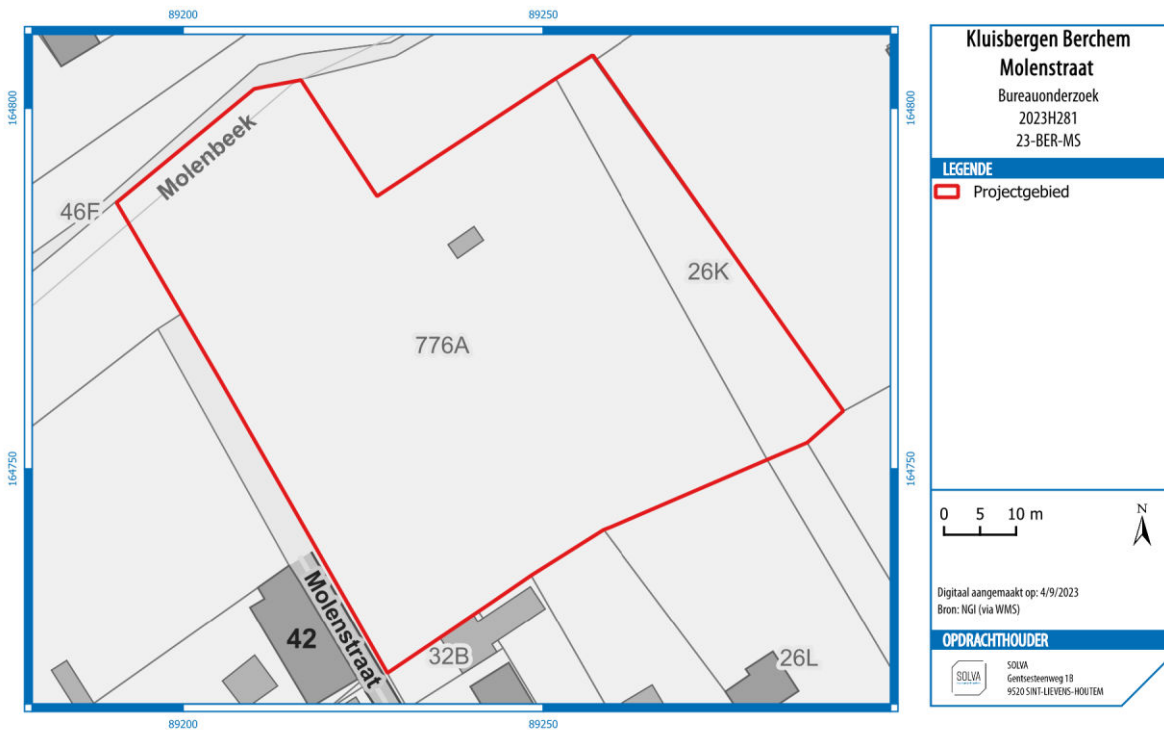 89200
89250
164800
164800
Molenbeek
46F
26K
776A
164750
164750
Molenstraat
42
32B
26L
89200
89250
Kluisbergen Berchem
Molenstraat
Bureauonderzoek
2023H281
23-BER-MS
LEGENDE
Projectgebied
0 5 10 m
N
Digitaal aangemaakt op: 4/9/2023
Bron: NGI (via WMS)
OPDRACHTHOUDER
SOLVA
SOLVA
Gentsesteenweg 1B
9520 SINT-LIEVENS-HOUTEM